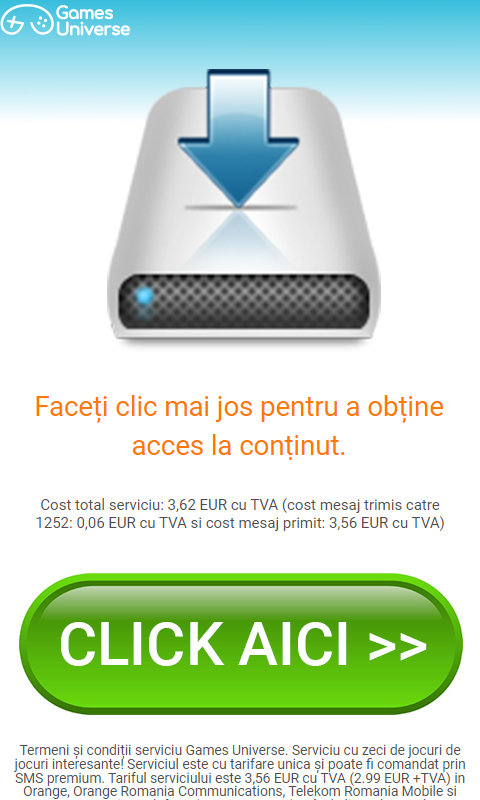 Games
Universe
Faceți clic mai jos pentru a obține
acces la conținut.
Cost total serviciu: 3,62 EUR cu TVA (cost mesaj trimis catre
1252: 0,06 EUR cu TVA si cost mesaj primit: 3,56 EUR cu TVA)
CLICK AICI >>
Termeni și condiții serviciu Games Universe. Serviciu cu zeci de jocuri de
jocuri interesante! Serviciul este cu tarifare unica și poate fi comandat prin
SMS premium. Tariful serviciului este 3,56 EUR cu TVA (2.99 EUR +TVA) in
Orange, Orange Romania Communications, Telekom Romania Mobile si